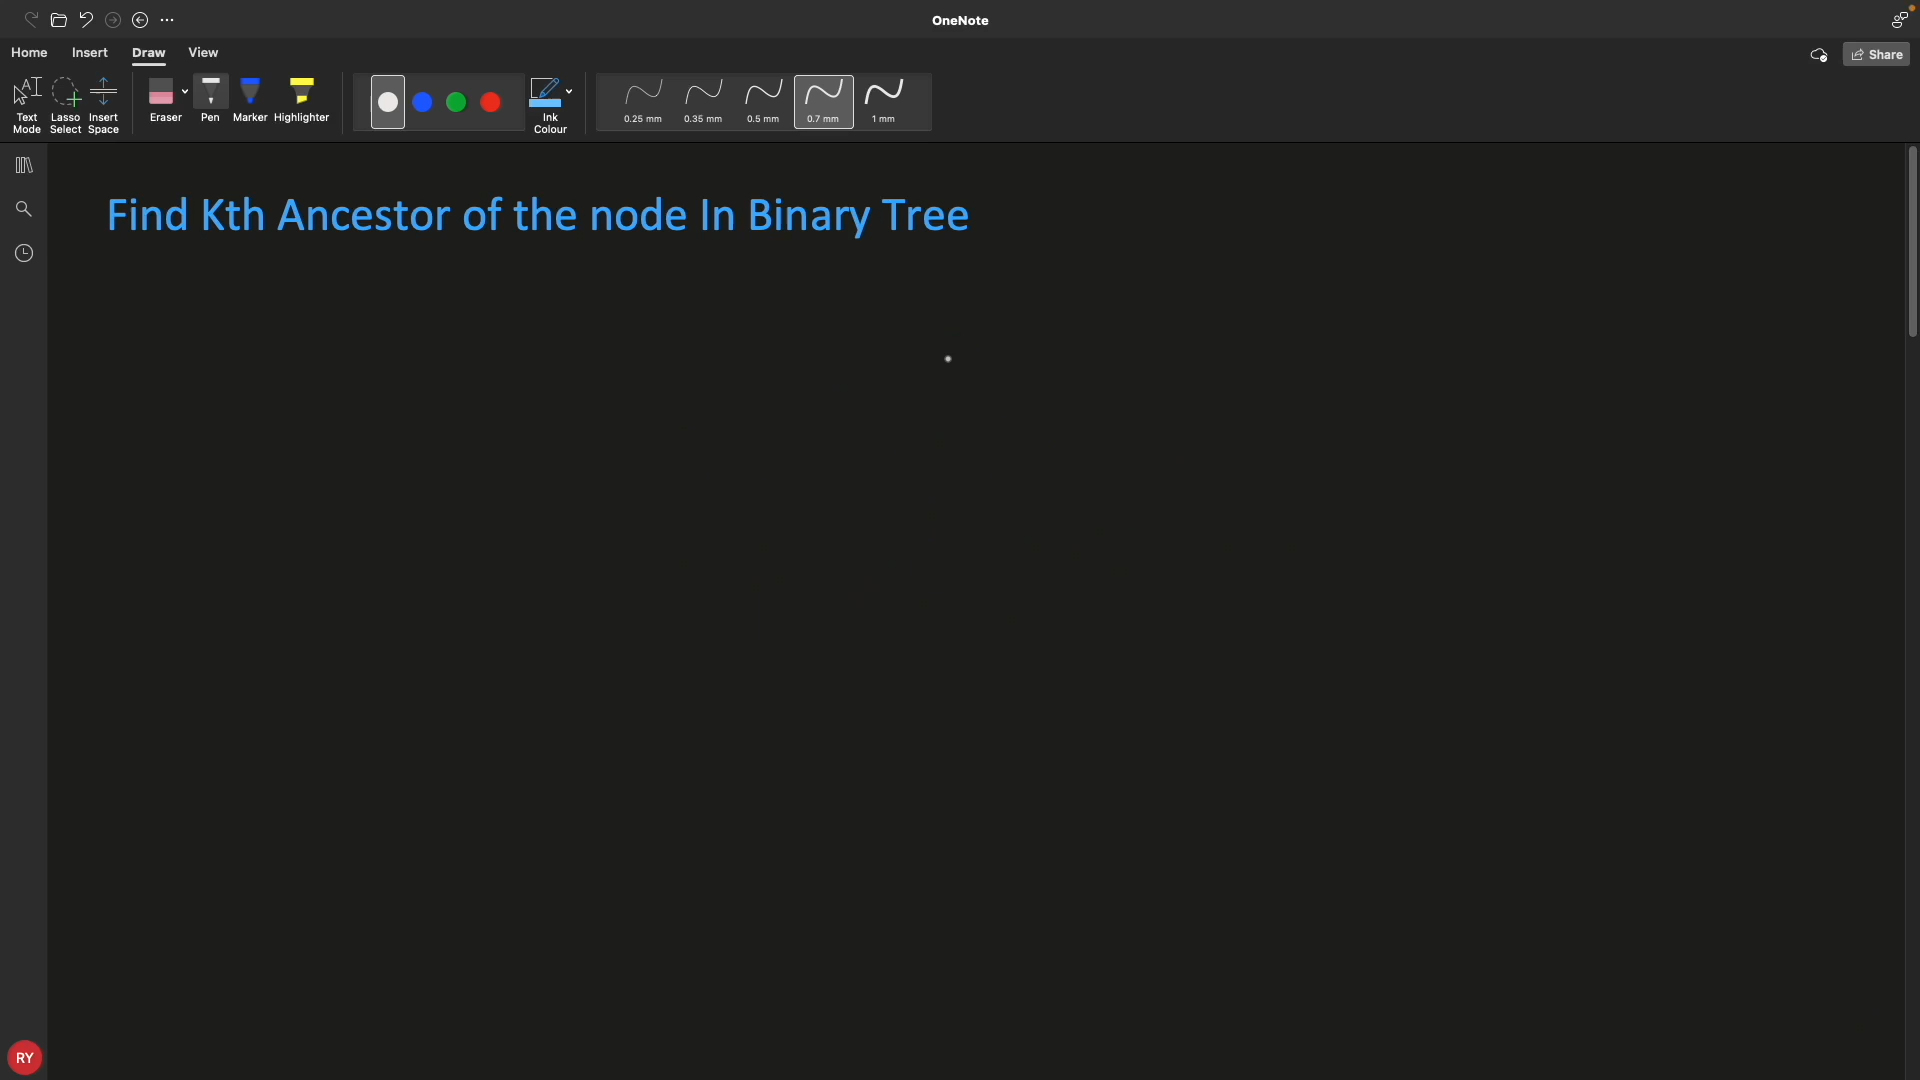 OneNote
Home Insert Draw View
Share
Text Mode
Lasso Select
Insert Space
Eraser
Pen
Marker
Highlighter
Ink Colour
0.25 mm
0.35 mm
0.5 mm
0.7 mm
1 mm
Find Kth Ancestor of the node In Binary Tree
RY